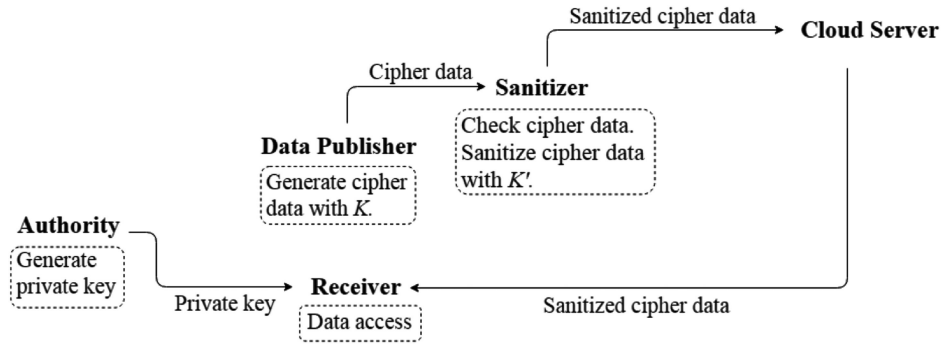 Sanitized cipher data
Cloud Server
Cipher data
Sanitizer
Check cipher data.
Sanitize cipher data
with K'.
Data Publisher
Generate cipher
data with K.
Authority
Generate
private key
Private key
Receiver
Data access
Sanitized cipher data